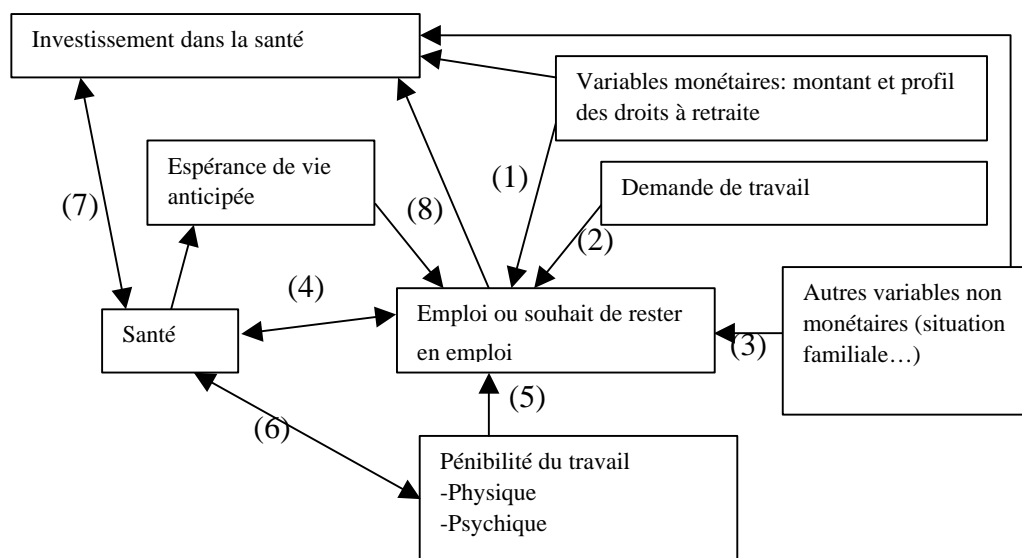 Investissement dans la santé
Variables monétaires: montant et profil
des droits à retraite
Espérance de vie
anticipée
(1)
Demande de travail
(7)
(8)
(2)
(4)
Santé
Emploi ou souhait de rester
en emploi
(3)
Autres variables non
monétaires (situation
familiale…)
(5)
(6)
Pénibilité du travail
-Physique
-Psychique